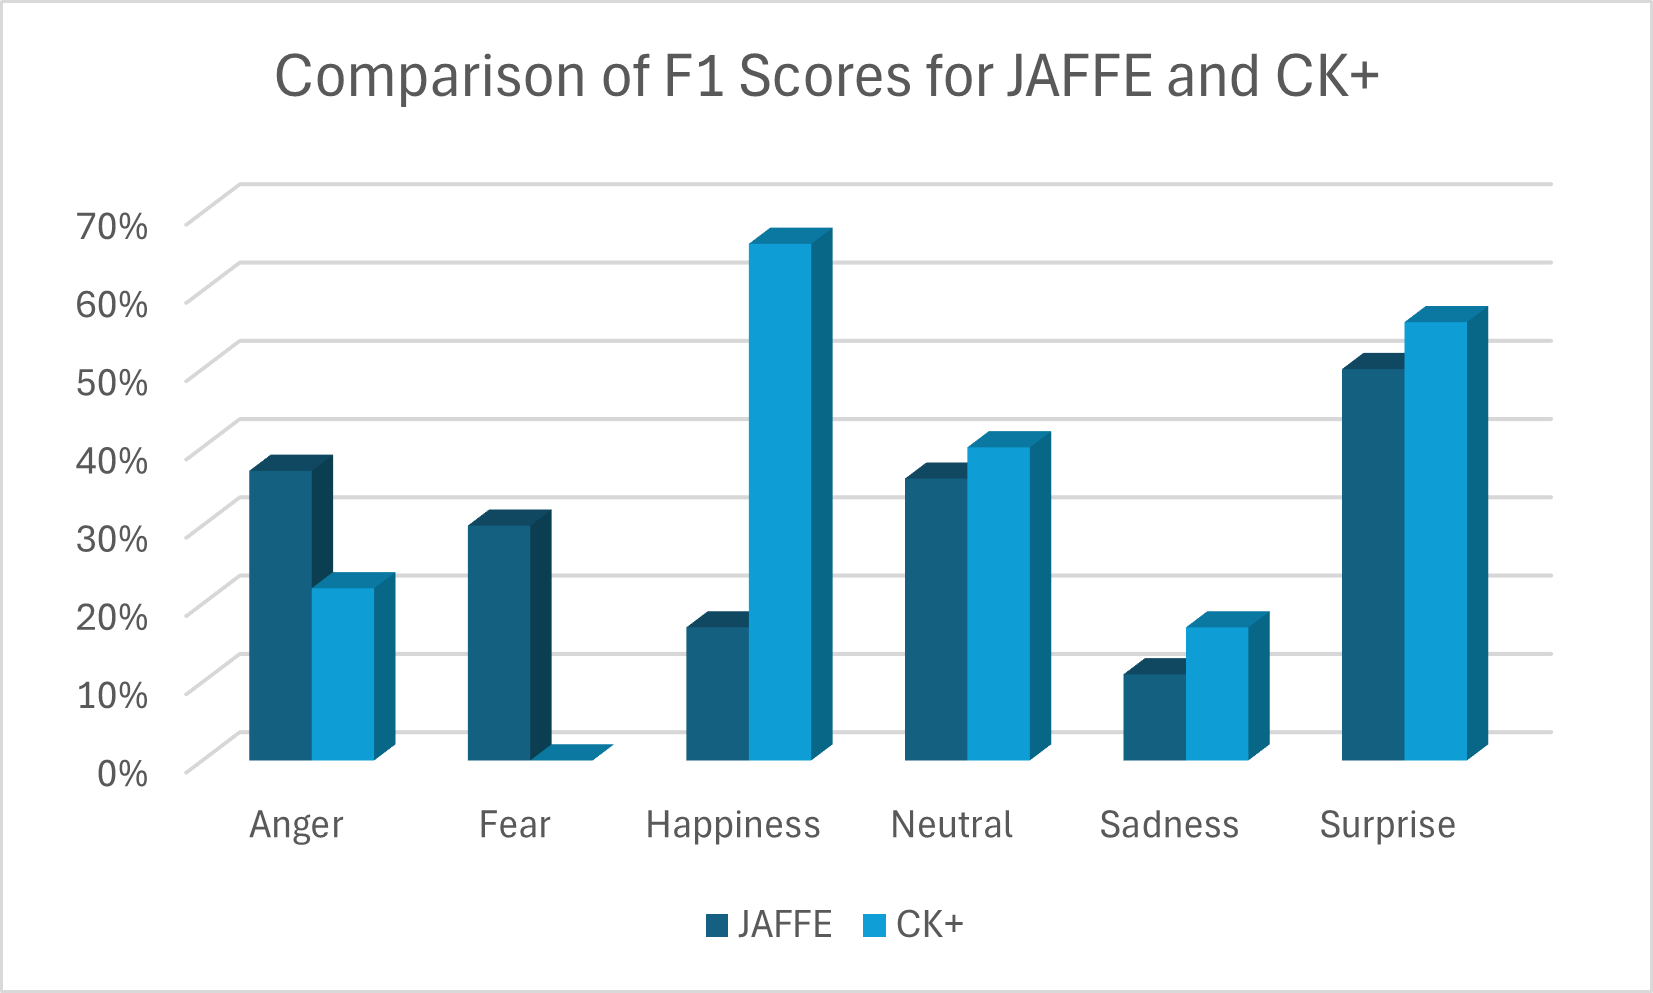 Comparison of F1 Scores for JAFFE and CK+
70%
60%
50%
40%
30%
20%
10%
0%
Anger Fear Happiness Neutral Sadness Surprise
JAFFE CK+